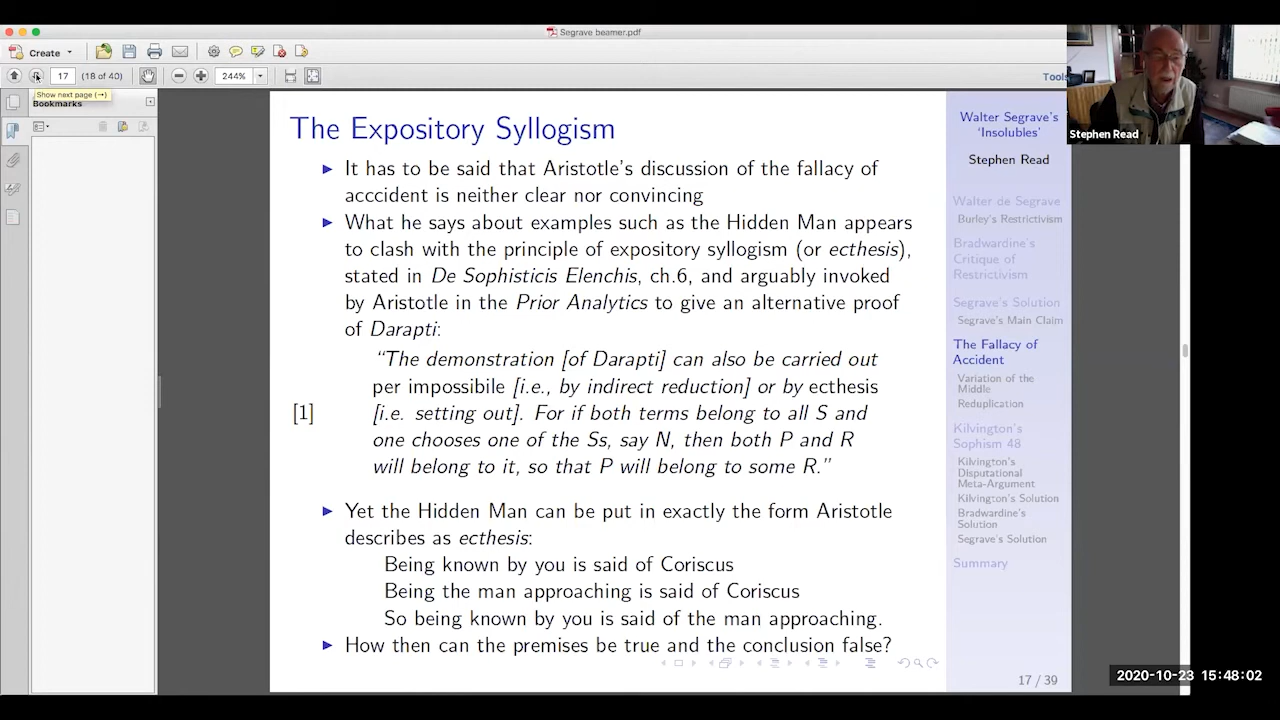 Segrave beamer.pdf
Create
17 (18 of 40) 244% Tools
Show next page (→)
Bookmarks
Stephen Read
The Expository Syllogism
It has to be said that Aristotle's discussion of the fallacy of
acccident is neither clear nor convincing
What he says about examples such as the Hidden Man appears
to clash with the principle of expository syllogism (or ecthesis),
stated in De Sophisticis Elenchis, ch.6, and arguably invoked
by Aristotle in the Prior Analytics to give an alternative proof
of Darapti:
“The demonstration [of Darapti] can also be carried out
per impossibile [i.e., by indirect reduction] or by ecthesis
[1] [i.e. setting out]. For if both terms belong to all S and
one chooses one of the Ss, say N, then both P and R
will belong to it, so that P will belong to some R.”
Yet the Hidden Man can be put in exactly the form Aristotle
describes as ecthesis:
Being known by you is said of Coriscus
Being the man approaching is said of Coriscus
So being known by you is said of the man approaching.
How then can the premises be true and the conclusion false?
Walter Segrave's
‘Insolubles’
Stephen Read
Walter de Segrave
Burley's Restrictivism
Bradwardine's
Critique of
Restrictivism
Segrave's Solution
Segrave's Main Claim
The Fallacy of
Accident
Variation of the
Middle
Reduplication
Kilvington's
Sophism 48
Kilvington's
Disputational
Meta-Argument
Kilvington's Solution
Bradwardine's
Solution
Segrave's Solution
Summary
17 / 39
2020-10-23 15:48:02